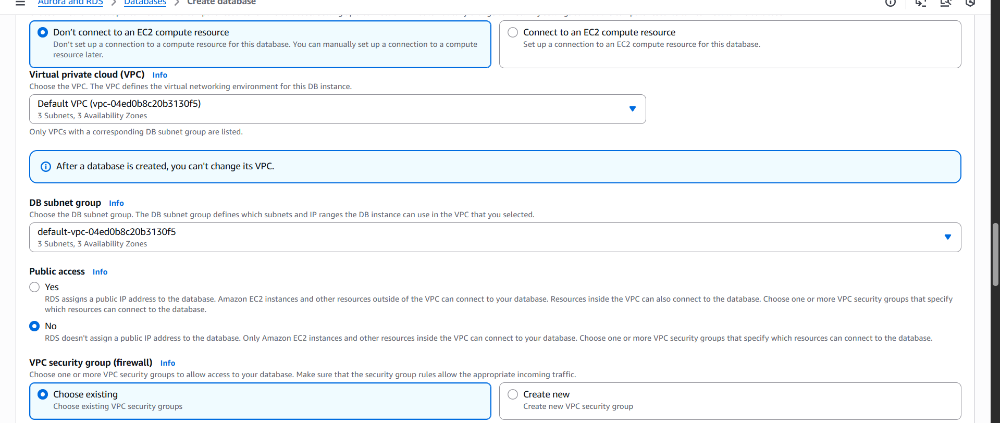 Aurora and RDS > Databases > Create database
Don't connect to an EC2 compute resource
Don't set up a connection to a compute resource for this database. You can manually set up a connection to a compute
resource later.
Connect to an EC2 compute resource
Set up a connection to an EC2 compute resource for this database.
Virtual private cloud (VPC) Info
Choose the VPC. The VPC defines the virtual networking environment for this DB instance.
Default VPC (vpc-04ed0b8c20b3130f5)
3 Subnets, 3 Availability Zones
Only VPCs with a corresponding DB subnet group are listed.
After a database is created, you can't change its VPC.
DB subnet group Info
Choose the DB subnet group. The DB subnet group defines which subnets and IP ranges the DB instance can use in the VPC that you selected.
default-vpc-04ed0b8c20b3130f5
3 Subnets, 3 Availability Zones
Public access Info
Yes
RDS assigns a public IP address to the database. Amazon EC2 instances and other resources outside of the VPC can connect to your database. Resources inside the VPC can also connect to the database. Choose one or more VPC security groups that specify
which resources can connect to the database.
No
RDS doesn't assign a public IP address to the database. Only Amazon EC2 instances and other resources inside the VPC can connect to your database. Choose one or more VPC security groups that specify which resources can connect to the database.
VPC security group (firewall) Info
Choose one or more VPC security groups to allow access to your database. Make sure that the security group rules allow the appropriate incoming traffic.
Choose existing
Choose existing VPC security groups
Create new
Create new VPC security group